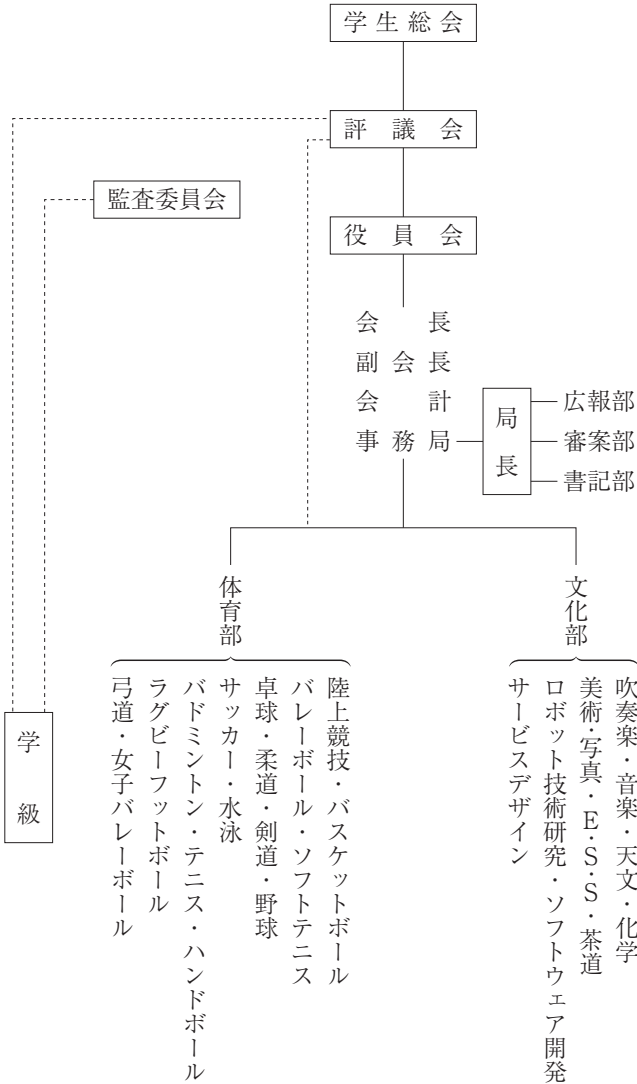 学生総会
評議会
監査委員会
役員会
会長
副会長
会計
事務局
局長
広報部
審案部
書記部
体育部
文化部
陸上競技・バスケットボール
バレーボール・ソフトテニス
卓球・柔道・剣道・野球
サッカー・水泳
バドミントン・テニス・ハンドボール
ラグビーフットボール
弓道・女子バレーボール
吹奏楽・音楽・天文・化学
美術・写真・E・S・S・茶道
ロボット技術研究・ソフトウェア開発
サービスデザイン
学級